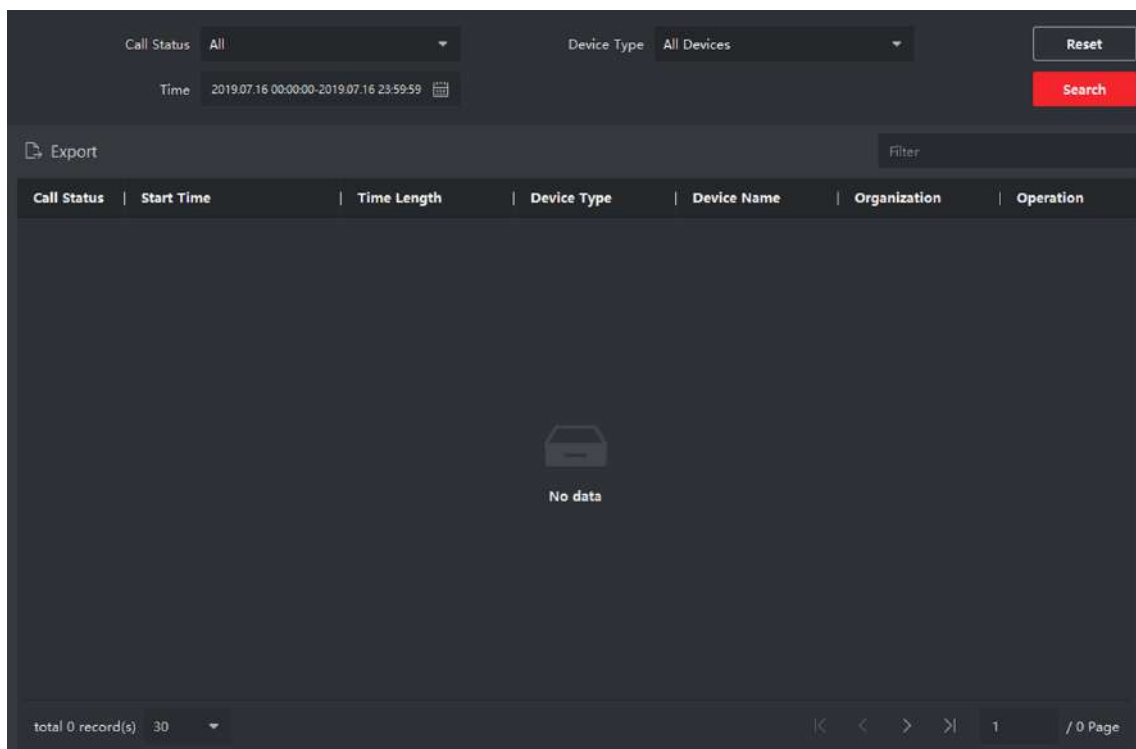 Call Status All Device Type All Devices Reset
Time 2019.07.16 00:00:00-2019.07.16 23:59:59 Search
Export Filter
Call Status | Start Time | Time Length | Device Type | Device Name | Organization | Operation
No data
total 0 record(s) 30 1 / 0 Page